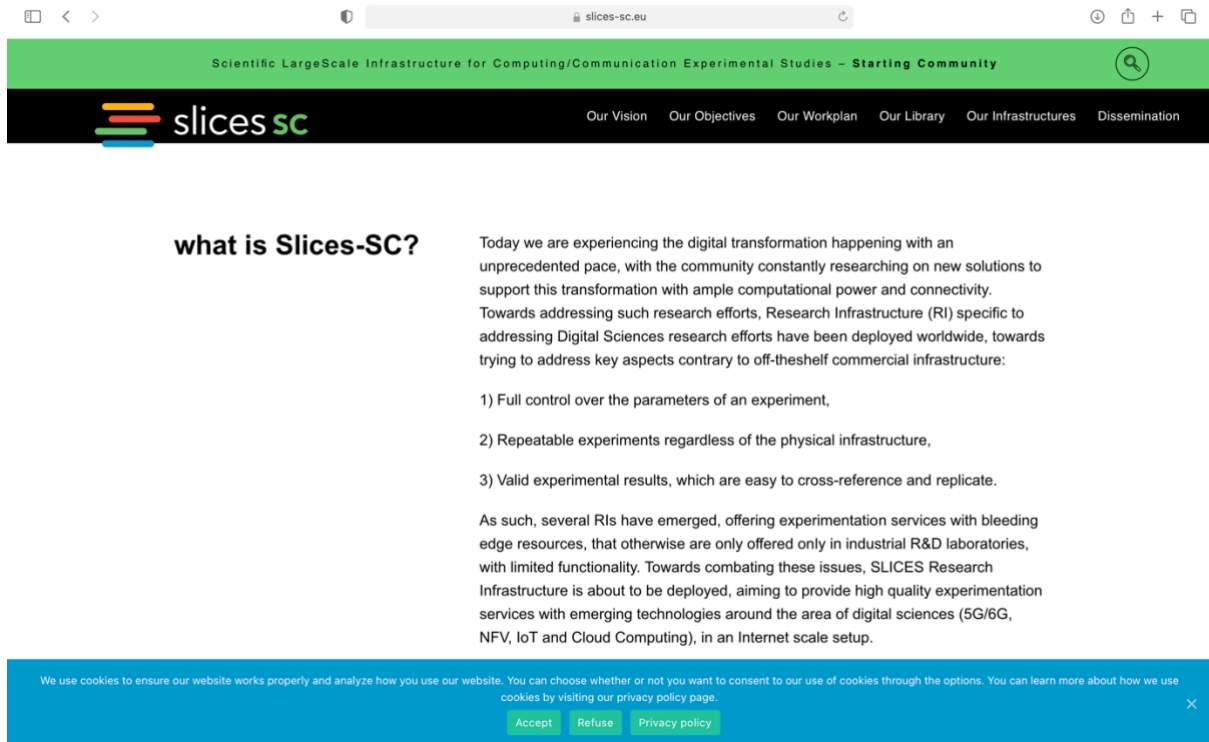 slices-sc.eu
Scientific LargeScale Infrastructure for Computing/Communication Experimental Studies – Starting Community
slices sc
Our Vision Our Objectives Our Workplan Our Library Our Infrastructures Dissemination
what is Slices-SC?
Today we are experiencing the digital transformation happening with an
unprecedented pace, with the community constantly researching on new solutions to
support this transformation with ample computational power and connectivity.
Towards addressing such research efforts, Research Infrastructure (RI) specific to
addressing Digital Sciences research efforts have been deployed worldwide, towards
trying to address key aspects contrary to off-theshelf commercial infrastructure:
1) Full control over the parameters of an experiment,
2) Repeatable experiments regardless of the physical infrastructure,
3) Valid experimental results, which are easy to cross-reference and replicate.
As such, several RIs have emerged, offering experimentation services with bleeding
edge resources, that otherwise are only offered only in industrial R&D laboratories,
with limited functionality. Towards combating these issues, SLICES Research
Infrastructure is about to be deployed, aiming to provide high quality experimentation
services with emerging technologies around the area of digital sciences (5G/6G,
NFV, IoT and Cloud Computing), in an Internet scale setup.
We use cookies to ensure our website works properly and analyze how you use our website. You can choose whether or not you want to consent to our use of cookies through the options. You can learn more about how we use
cookies by visiting our privacy policy page.
Accept Refuse Privacy policy